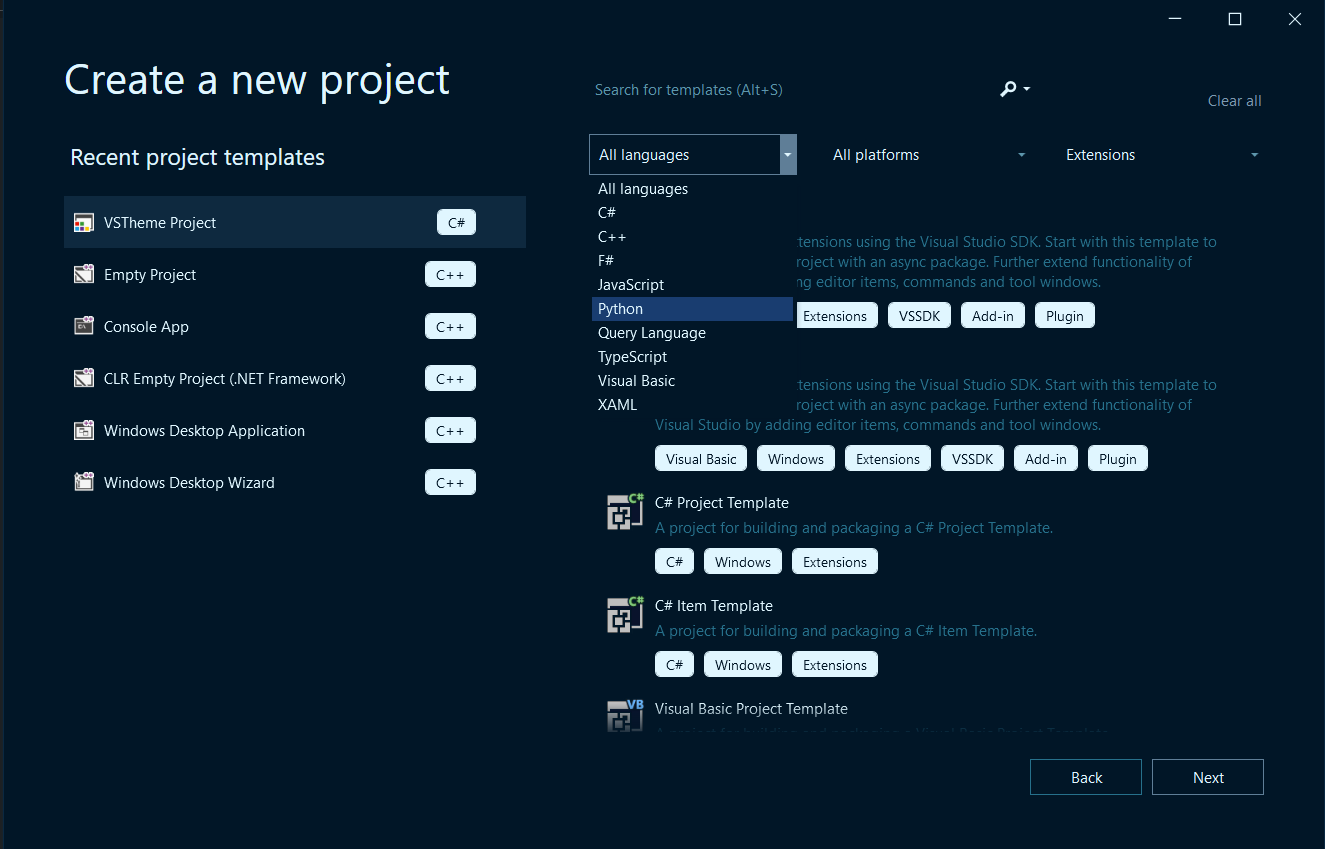 Create a new project
Recent project templates
VSTheme Project
C#
Empty Project
C++
Console App
C++
CLR Empty Project (.NET Framework)
C++
Windows Desktop Application
C++
Windows Desktop Wizard
C++
Search for templates (Alt+S)
Clear all
All languages
All platforms
Extensions
All languages
C#
C++
F#
JavaScript
Python
Query Language
TypeScript
Visual Basic
XAML
using the Visual Studio SDK. Start with this template to
with an async package. Further extend functionality of
editor items, commands and tool windows.
Extensions
VSSDK
Add-in
Plugin
using the Visual Studio SDK. Start with this template to
with an async package. Further extend functionality of
Visual Studio by adding editor items, commands and tool windows.
Visual Basic
Windows
Extensions
VSSDK
Add-in
Plugin
C# Project Template
A project for building and packaging a C# Project Template.
C#
Windows
Extensions
C# Item Template
A project for building and packaging a C# Item Template.
C#
Windows
Extensions
Visual Basic Project Template
Back
Next